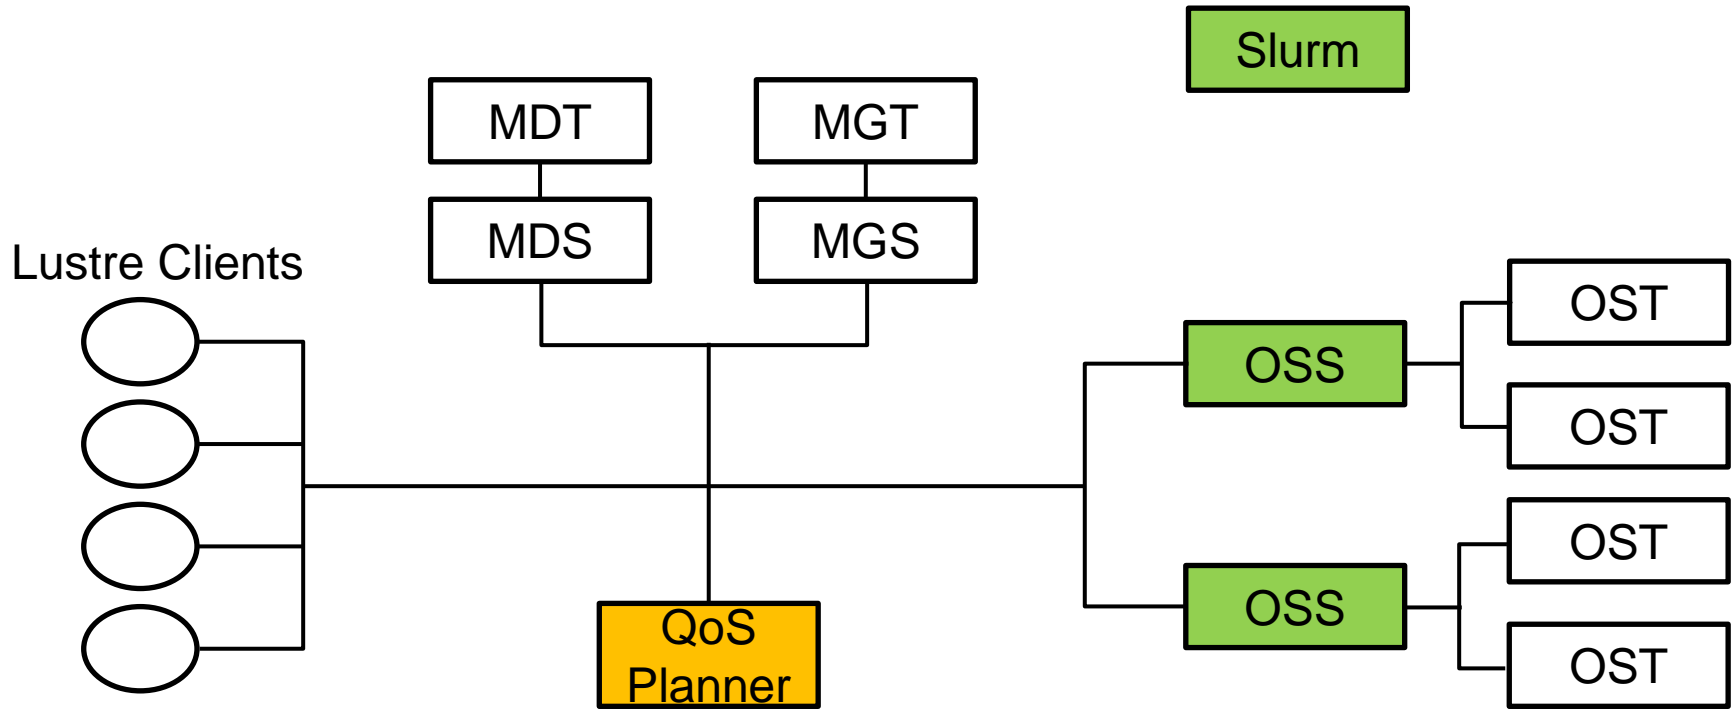 Slurm
MDT
MGT
MDS
MGS
Lustre Clients
OST
OSS
OST
OST
OSS
OST
QoS
Planner